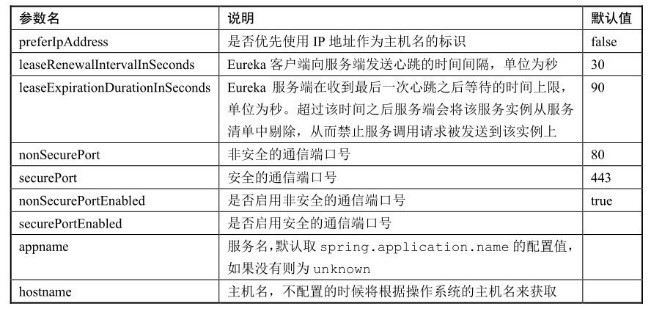 参数名 说明 默认值
preferIpAddress 是否优先使用 IP 地址作为主机名的标识 false
leaseRenewalIntervalInSeconds Eureka 客户端向服务端发送心跳的时间间隔，单位为秒 30
leaseExpirationDurationInSeconds Eureka 服务端在收到最后一次心跳之后等待的时间上限， 90
单位为秒。超过该时间之后服务端会将该服务实例从服务
清单中剔除，从而禁止服务调用请求被发送到该实例上
nonSecurePort 非安全的通信端口号 80
securePort 安全的通信端口号 443
nonSecurePortEnabled 是否启用非安全的通信端口号 true
securePortEnabled 是否启用安全的通信端口号
appname 服务名，默认取 spring.application.name 的配置值，
如果没有则为 unknown
hostname 主机名，不配置的时候将根据操作系统的主机名来获取